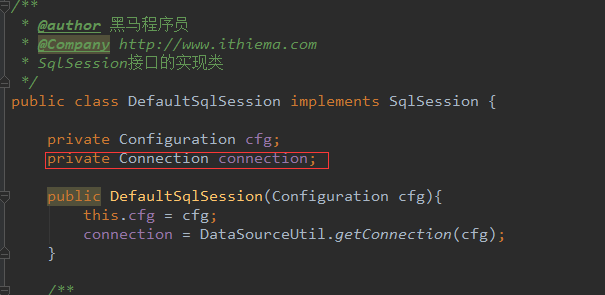 /**
 * @author 黑马程序员
 * @Company http://www.ithiema.com
 * SqlSession接口的实现类
 */
public class DefaultSqlSession implements SqlSession {
private Configuration cfg;
private Connection connection;
public DefaultSqlSession(Configuration cfg){
this.cfg = cfg;
connection = DataSourceUtil.getConnection(cfg);
}
/**